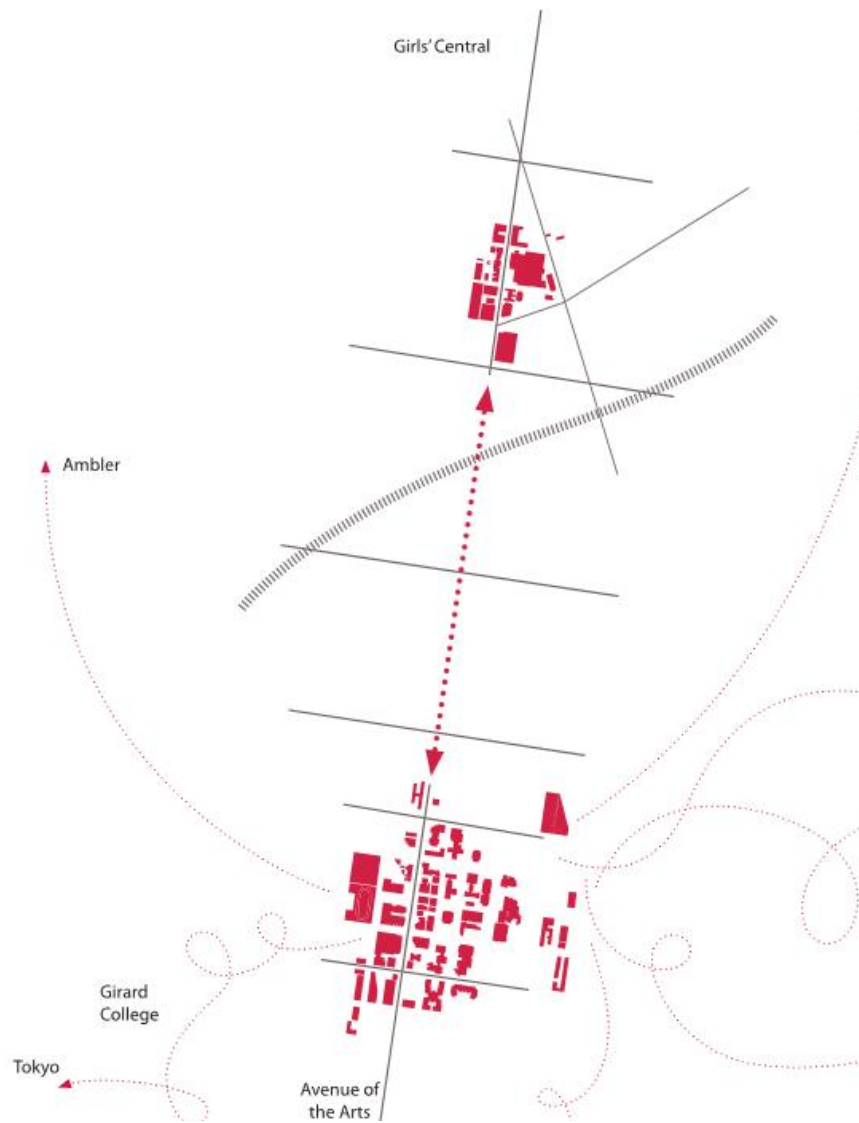 Girls' Central
Ambler
Girard
College
Tokyo
Avenue of
the Arts